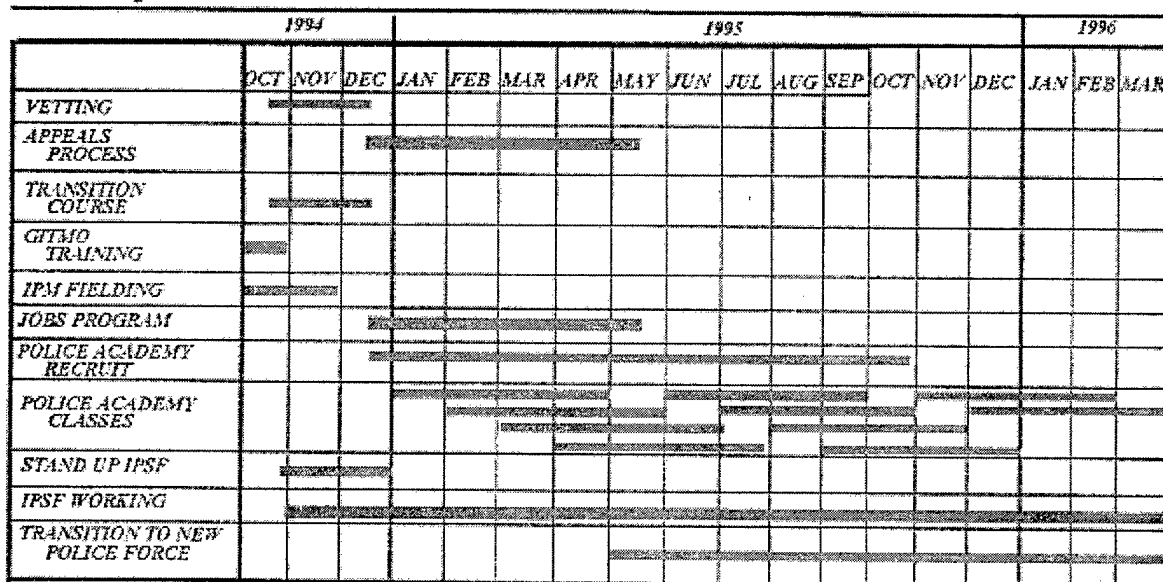 1994 1995 1996
OCT NOV DEC JAN FEB MAR APR MAY JUN JUL AUG SEP OCT NOV DEC JAN FEB MAR
VETTING
APPEALS
PROCESS
TRANSITION
COURSE
GITMO
TRAINING
IPM FIELDING
JOBS PROGRAM
POLICE ACADEMY
RECRUIT
POLICE ACADEMY
CLASSES
STAND UP IPSF
IPSF WORKING
TRANSITION TO NEW
POLICE FORCE